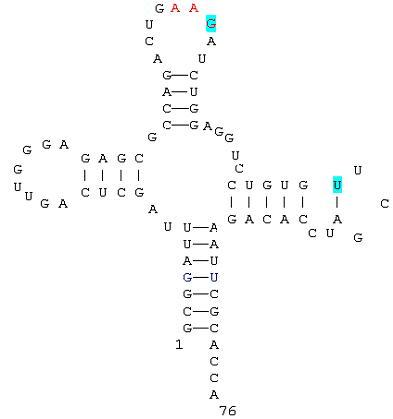 G A A
U G
C A
A U
G C
A U
C G
C G A G G
G
G G A
G A G C U
G C U
U C U G U G U
U C U C G
G A C
A
G A C A C A
U U A
C U G
U A
A U
G U
G C
C G
G C
1 A
C
C
A
76